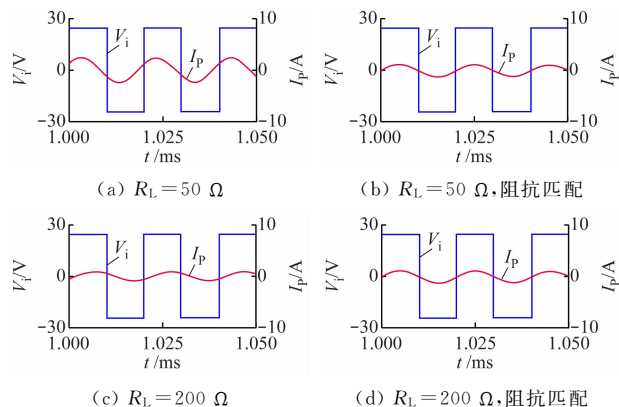 30
10
V_i/V
0
V_i
I_P
0
I_P/A
-30
-10
1.000
1.025
1.050
t/ms
(a) R_L=50 Ω
30
10
V_i/V
0
V_i
I_P
0
I_P/A
-30
-10
1.000
1.025
1.050
t/ms
(b) R_L=50 Ω,阻抗匹配
30
10
V_i/V
0
V_i
I_P
0
I_P/A
-30
-10
1.000
1.025
1.050
t/ms
(c) R_L=200 Ω
30
10
V_i/V
0
V_i
I_P
0
I_P/A
-30
-10
1.000
1.025
1.050
t/ms
(d) R_L=200 Ω,阻抗匹配